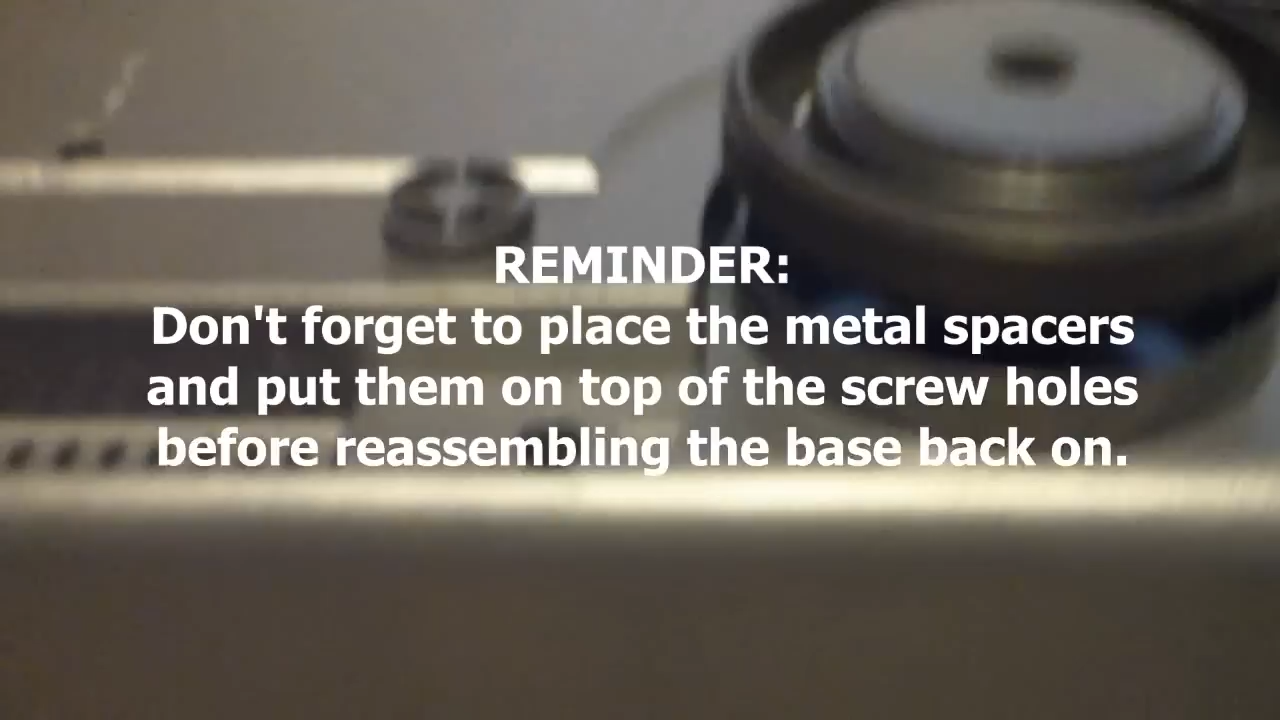 REMINDER:
Don't forget to place the metal spacers
and put them on top of the screw holes
before reassembling the base back on.